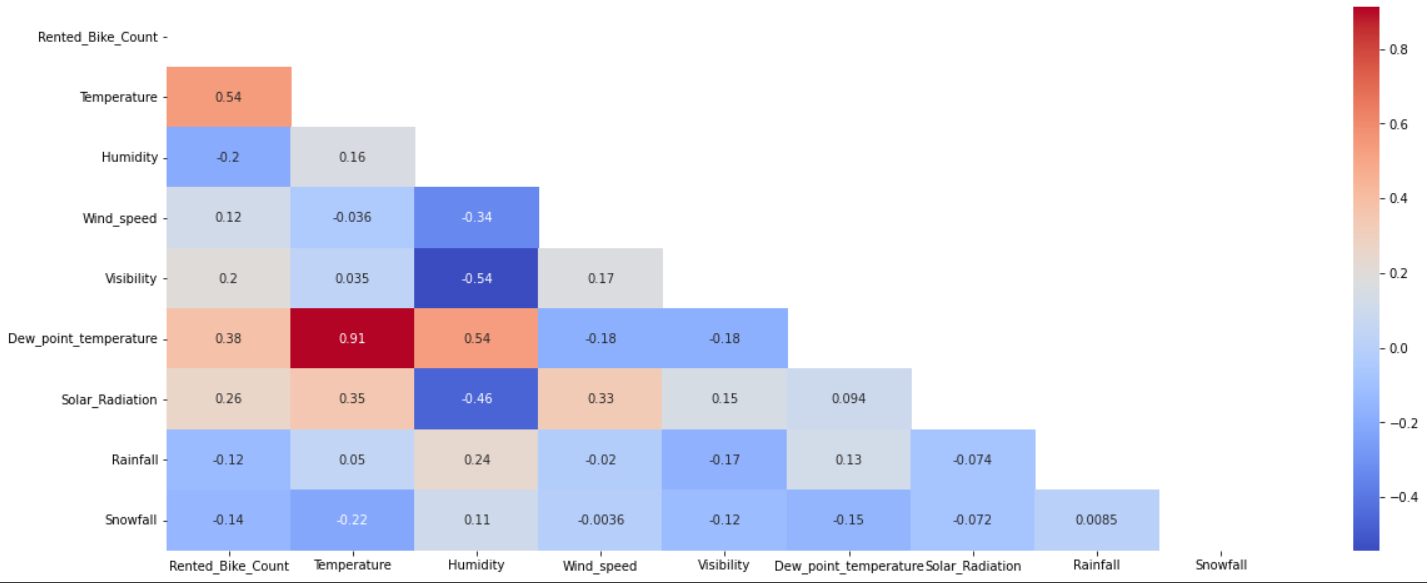 Rented_Bike_Count
Temperature 0.54
Humidity -0.2 0.16
Wind_speed 0.12 -0.036 -0.34
Visibility 0.2 0.035 -0.54 0.17
Dew_point_temperature 0.38 0.91 0.54 -0.18 -0.18
Solar_Radiation 0.26 0.35 -0.46 0.33 0.15 0.094
Rainfall -0.12 0.05 0.24 -0.02 -0.17 0.13 -0.074
Snowfall -0.14 -0.22 0.11 -0.0036 -0.12 -0.15 -0.072 0.0085
Rented_Bike_Count Temperature Humidity Wind_speed Visibility Dew_point_temperature Solar_Radiation Rainfall Snowfall
0.8
0.6
0.4
0.2
0.0
−0.2
−0.4